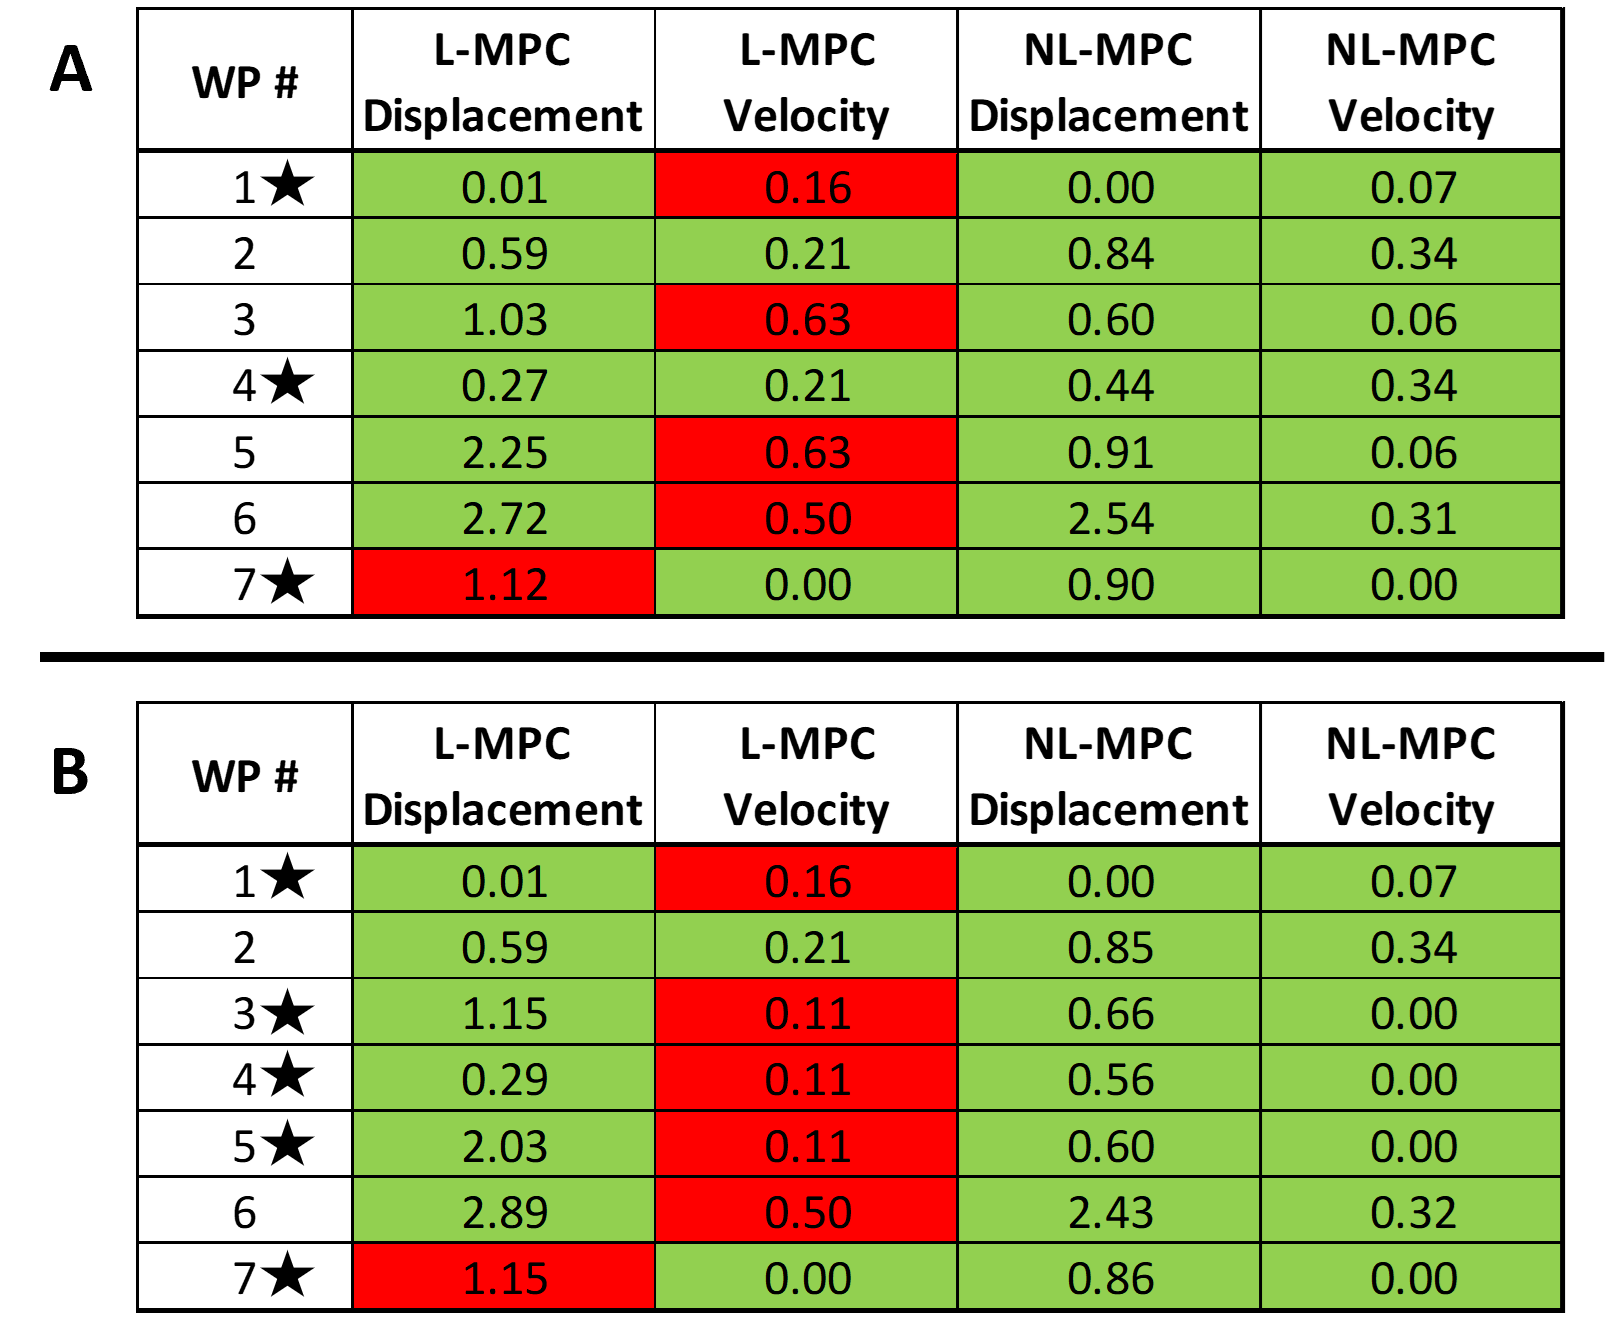 A
WP # L-MPC Displacement L-MPC Velocity NL-MPC Displacement NL-MPC Velocity
1★ 0.01 0.16 0.00 0.07
2 0.59 0.21 0.84 0.34
3 1.03 0.63 0.60 0.06
4★ 0.27 0.21 0.44 0.34
5 2.25 0.63 0.91 0.06
6 2.72 0.50 2.54 0.31
7★ 1.12 0.00 0.90 0.00
B
WP # L-MPC Displacement L-MPC Velocity NL-MPC Displacement NL-MPC Velocity
1★ 0.01 0.16 0.00 0.07
2 0.59 0.21 0.85 0.34
3★ 1.15 0.11 0.66 0.00
4★ 0.29 0.11 0.56 0.00
5★ 2.03 0.11 0.60 0.00
6 2.89 0.50 2.43 0.32
7★ 1.15 0.00 0.86 0.00